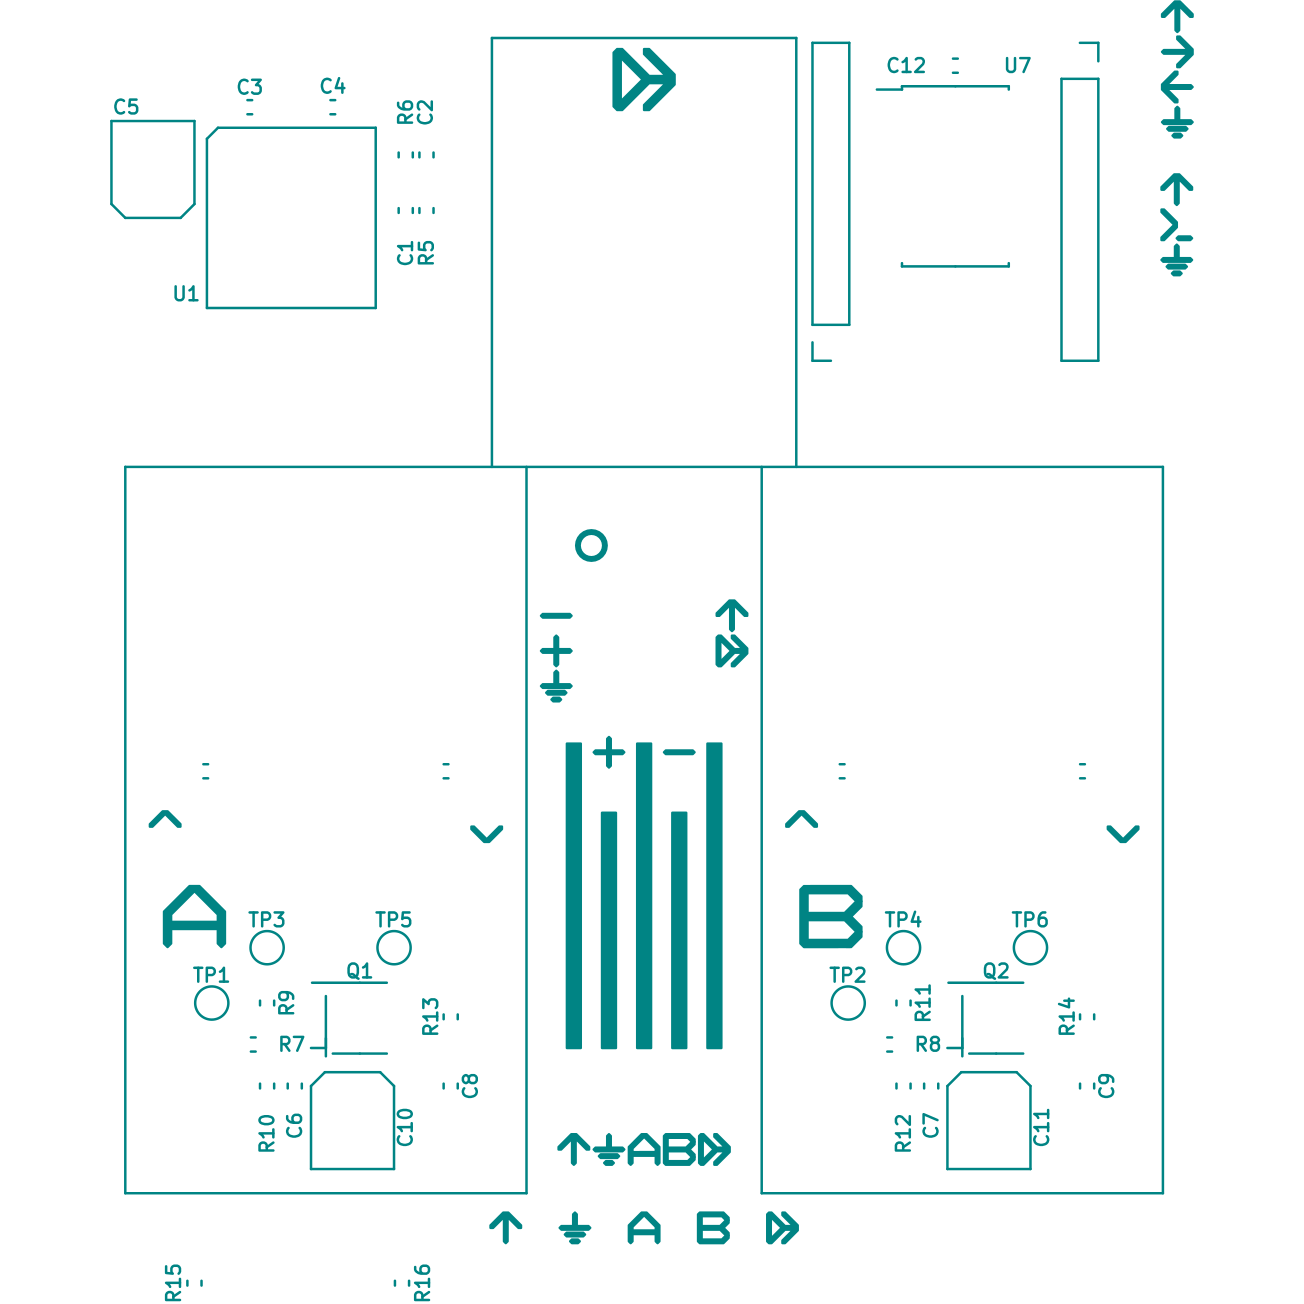 C12 U7
C3 C4
C5 R6 C2
C1 R5
U1
+ −
−
+
A B
TP3 TP5 TP4 TP6
TP1 Q1 TP2 Q2
R9 R13 R11 R14
R7 R8
C8 C9
R10 C6 C10 R12 C7 C11
A B
A B
R15 R16